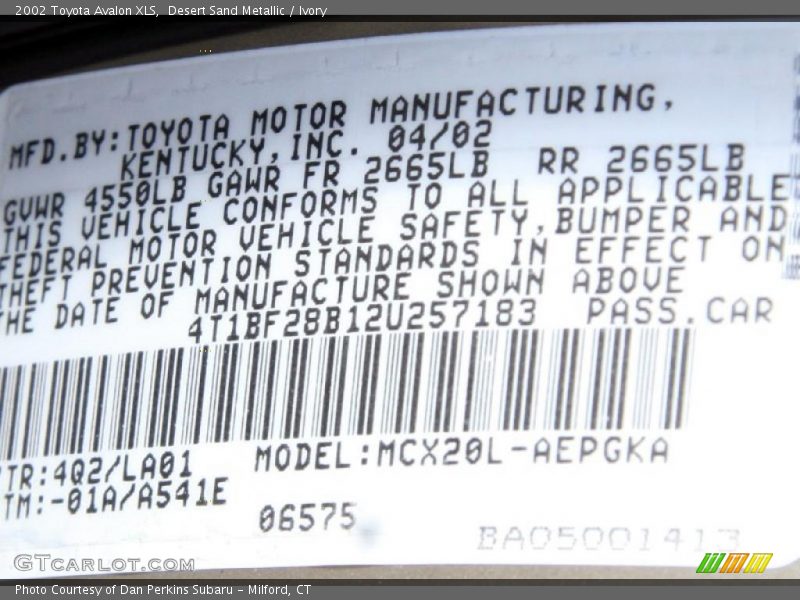 2002 Toyota Avalon XLS, Desert Sand Metallic / Ivory
MFD.BY:TOYOTA MOTOR MANUFACTURING,
KENTUCKY,INC. 04/02
GVWR 4550LB GAWR FR 2665LB RR 2665LB
THIS VEHICLE CONFORMS TO ALL APPLICABLE
FEDERAL MOTOR VEHICLE SAFETY,BUMPER AND
THEFT PREVENTION STANDARDS IN EFFECT ON
THE DATE OF MANUFACTURE SHOWN ABOVE
4T1BF28B12U257183 PASS.CAR
TR:4Q2/LA01 MODEL:MCX20L-AEPGKA
TM:-01A/A541E
06575
BA05001413
GTCARLOT.COM
Photo Courtesy of Dan Perkins Subaru - Milford, CT